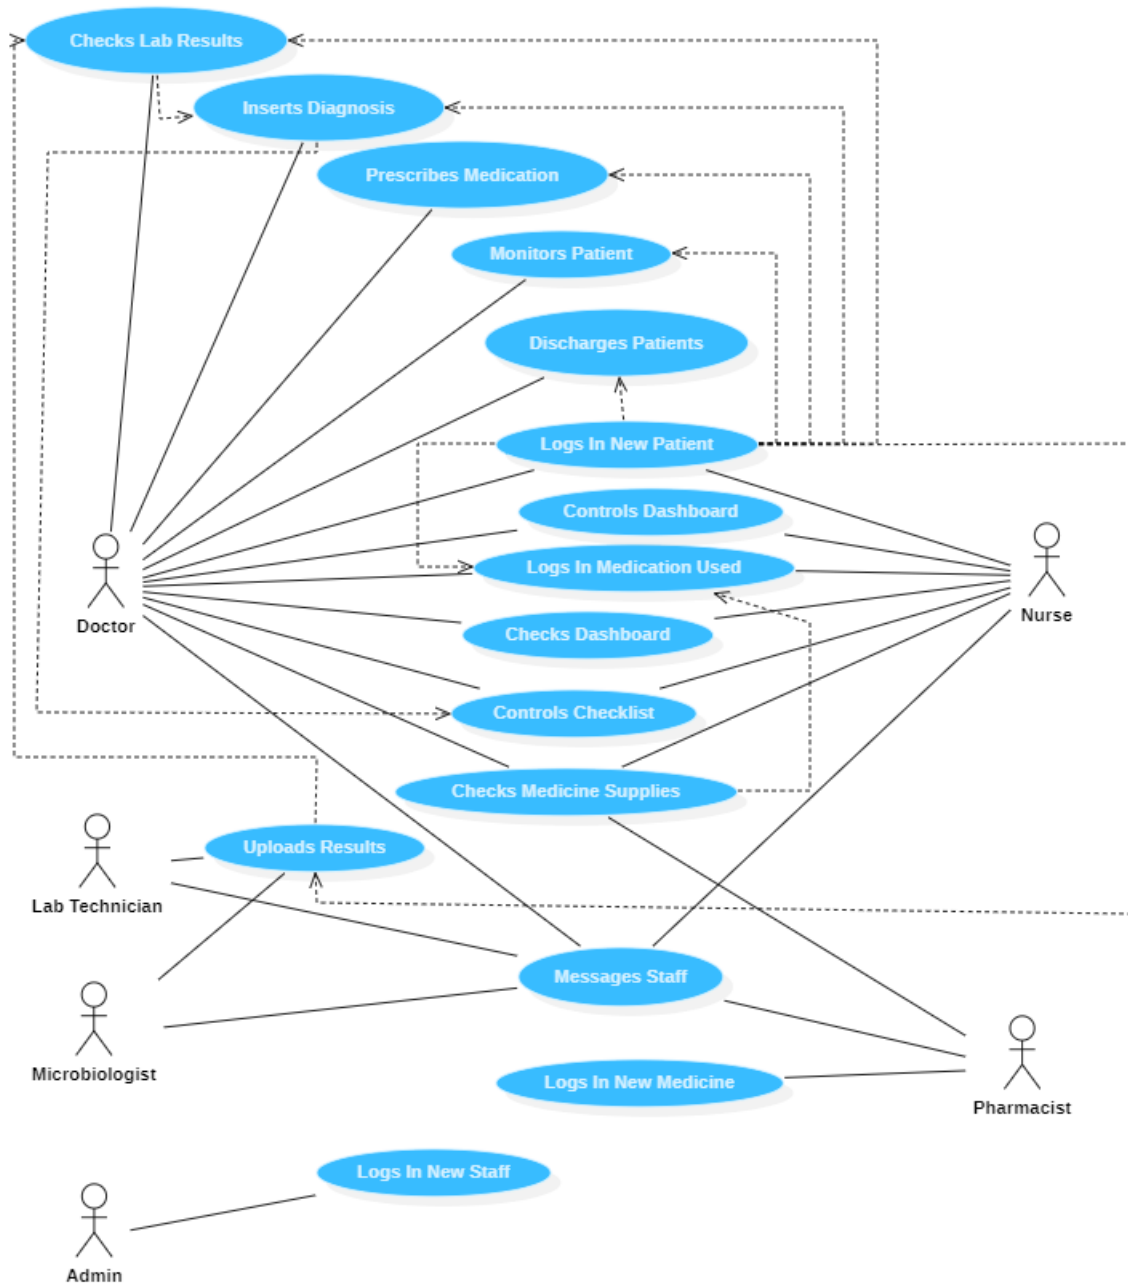 Checks Lab Results
Inserts Diagnosis
Prescribes Medication
Monitors Patient
Discharges Patients
Logs In New Patient
Controls Dashboard
Logs In Medication Used
Doctor
Nurse
Checks Dashboard
Controls Checklist
Checks Medicine Supplies
Uploads Results
Lab Technician
Messages Staff
Microbiologist
Logs In New Medicine
Pharmacist
Logs In New Staff
Admin